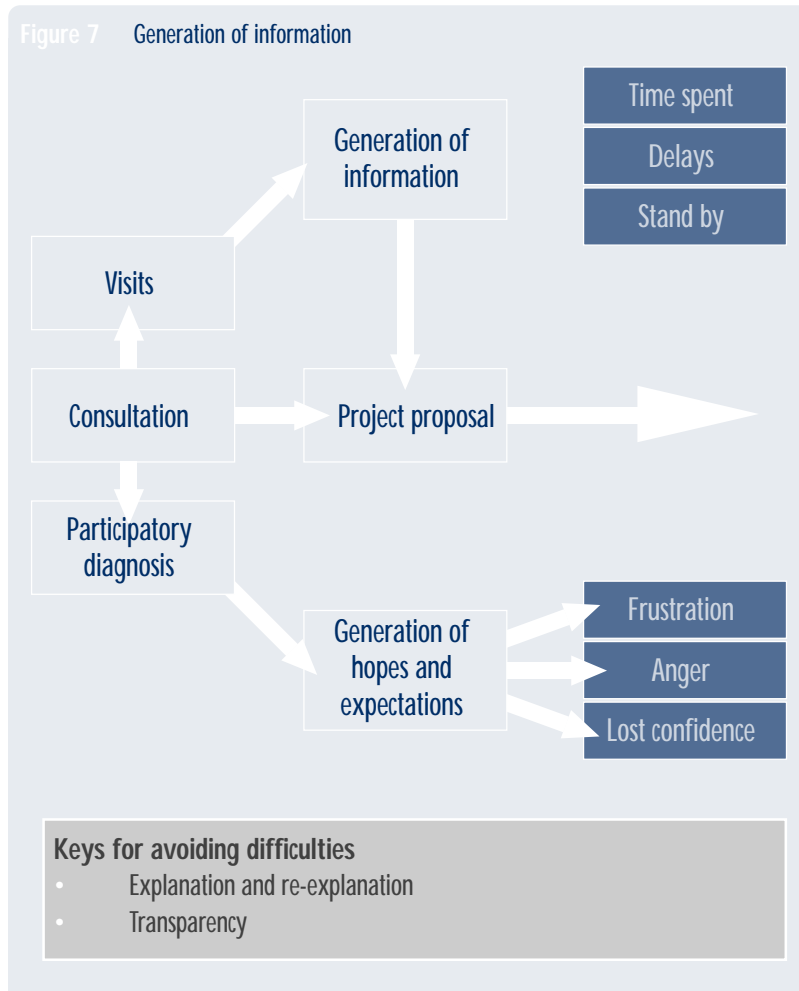 Figure 7 Generation of information
Time spent
Delays
Stand by
Generation of
information
Visits
Consultation
Project proposal
Participatory
diagnosis
Generation of
hopes and
expectations
Frustration
Anger
Lost confidence
Keys for avoiding difficulties
• Explanation and re-explanation
• Transparency